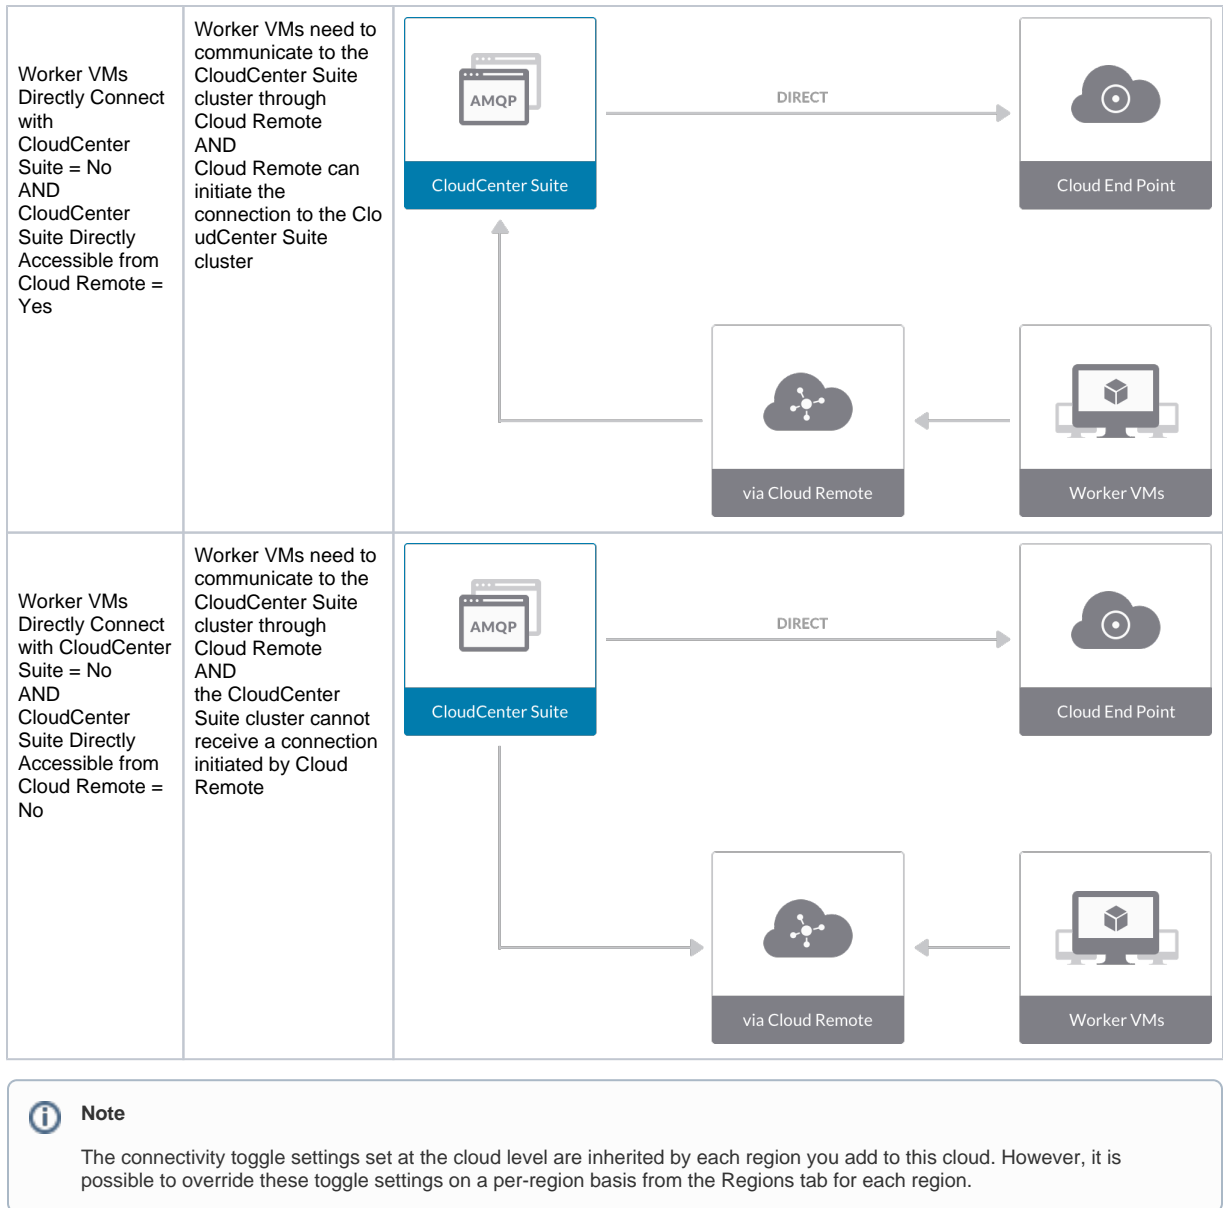 Worker VMs
Directly Connect
with
CloudCenter
Suite = No
AND
CloudCenter
Suite Directly
Accessible from
Cloud Remote =
Yes
Worker VMs need to
communicate to the
CloudCenter Suite
cluster through
Cloud Remote
AND
Cloud Remote can
initiate the
connection to the Clo
udCenter Suite
cluster
AMQP
CloudCenter Suite
DIRECT
Cloud End Point
via Cloud Remote
Worker VMs
Worker VMs
Directly Connect
with CloudCenter
Suite = No
AND
CloudCenter
Suite Directly
Accessible from
Cloud Remote =
No
Worker VMs need to
communicate to the
CloudCenter Suite
cluster through
Cloud Remote
AND
the CloudCenter
Suite cluster cannot
receive a connection
initiated by Cloud
Remote
AMQP
CloudCenter Suite
DIRECT
Cloud End Point
via Cloud Remote
Worker VMs
Note
The connectivity toggle settings set at the cloud level are inherited by each region you add to this cloud. However, it is
possible to override these toggle settings on a per-region basis from the Regions tab for each region.